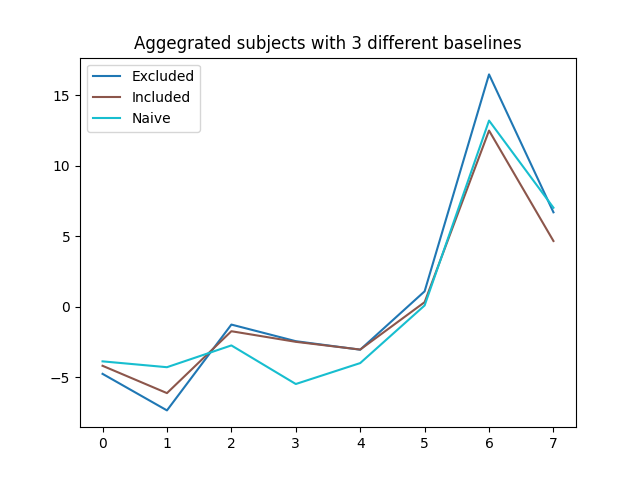 Aggegrated subjects with 3 different baselines
Excluded
Included
Naive
15
10
5
0
−5
0 1 2 3 4 5 6 7